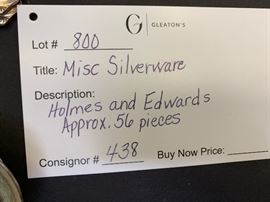 G GLEATON'S
Lot # 800
Title: Misc Silverware
Description:
Holmes and Edwards
Approx. 56 pieces
Consignor # 438 Buy Now Price: